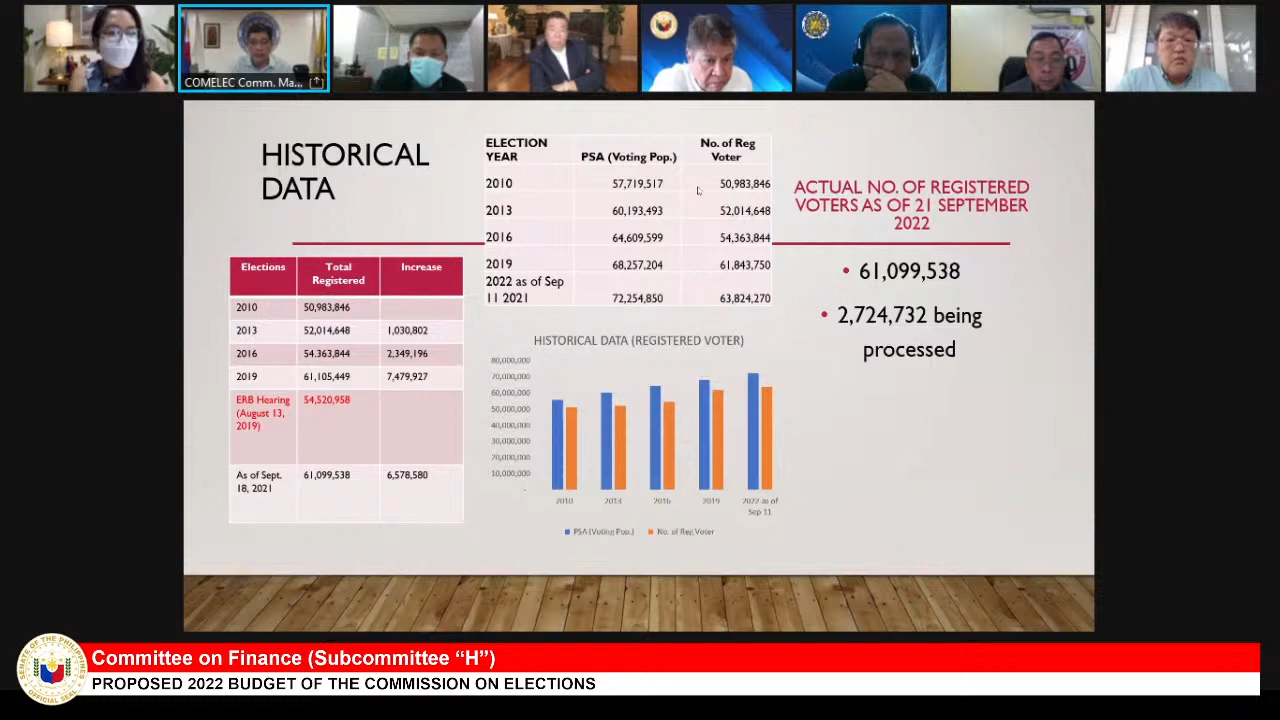 COMELEC Comm. Ma...
HISTORICAL
DATA
ELECTION
YEAR
PSA (Voting Pop.)
No. of Reg
Voter
2010 57,719,517 50,983,846
2013 60,193,493 52,014,648
2016 64,609,599 54,363,844
2019 68,257,204 61,843,750
2022 as of Sep
11 2021 72,254,850 63,824,270
ACTUAL NO. OF REGISTERED
VOTERS AS OF 21 SEPTEMBER
2022
• 61,099,538
• 2,724,732 being
processed
Elections Total Increase
Registered
2010 50,983,846
2013 52,014,648 1,030,802
2016 54.363,844 2,349,196
2019 61,105,449 7,479,927
ERB Hearing 54,520,958
(August 13,
2019)
As of Sept. 61,099,538 6,578,580
18, 2021
HISTORICAL DATA (REGISTERED VOTER)
80,000,000
70,000,000
60,000,000
50,000,000
40,000,000
30,000,000
20,000,000
10,000,000
-
2010 2013 2016 2019 2022 as of
Sep 11
PSA (Voting Pop.) No. of Reg Voter
SENATE OF THE PHILIPPINES
OFFICIAL SEAL
Committee on Finance (Subcommittee “H”)
PROPOSED 2022 BUDGET OF THE COMMISSION ON ELECTIONS